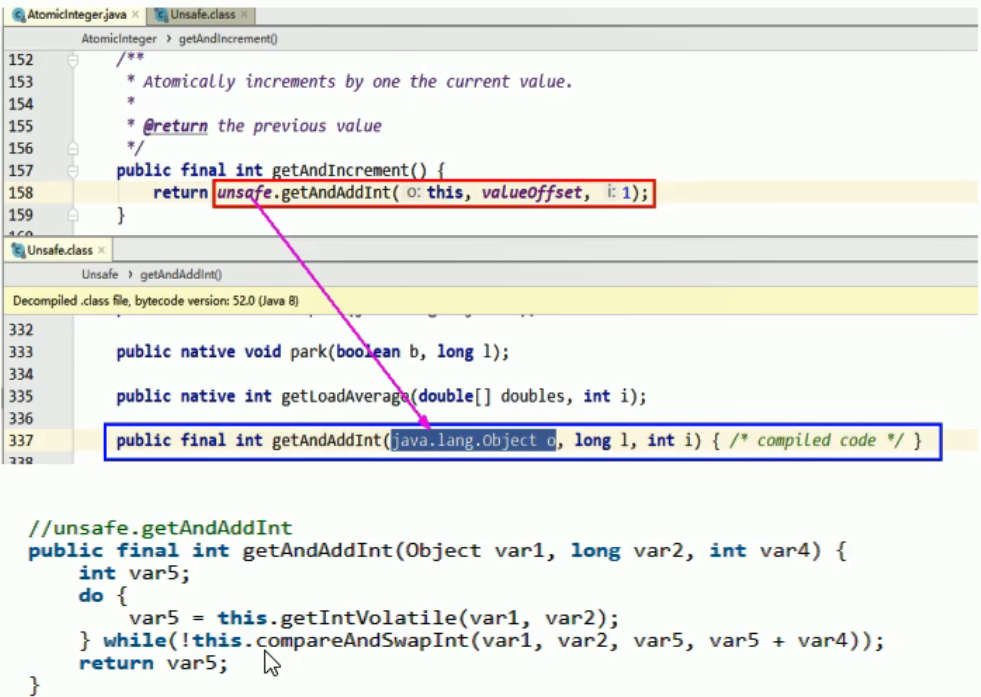 AtomicInteger.java × Unsafe.class ×
AtomicInteger › getAndIncrement()
152 /**
153 * Atomically increments by one the current value.
154 *
155 * @return the previous value
156 */
157 public final int getAndIncrement() {
158 return unsafe.getAndAddInt( o: this, valueOffset, i: 1);
159 }
160
Unsafe.class ×
Unsafe › getAndAddInt()
Decompiled .class file, bytecode version: 52.0 (Java 8)
332
333 public native void park(boolean b, long l);
334
335 public native int getLoadAverage(double[] doubles, int i);
336
337 public final int getAndAddInt(java.lang.Object o, long l, int i) { /* compiled code */ }
338
//unsafe.getAndAddInt
public final int getAndAddInt(Object var1, long var2, int var4) {
int var5;
do {
var5 = this.getIntVolatile(var1, var2);
} while(!this.compareAndSwapInt(var1, var2, var5, var5 + var4));
return var5;
}